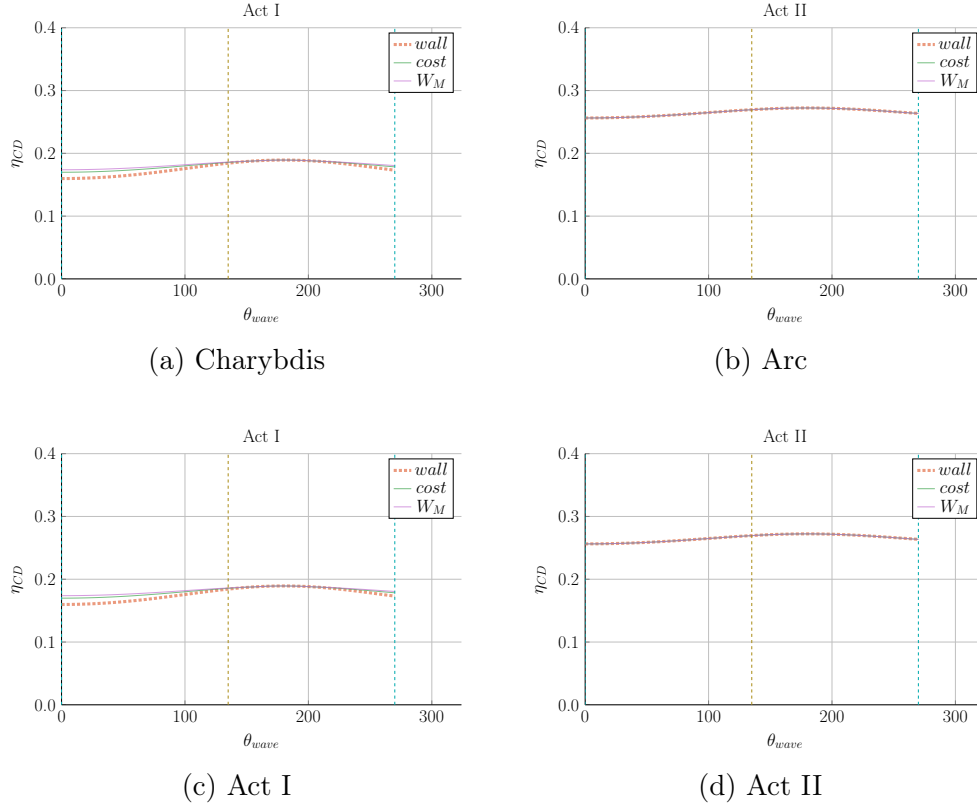 Act I
0.4
0.3
0.2
0.1
0.0
η_CD
wall
cost
W_M
0 100 200 300
θ_wave
(a) Charybdis
Act II
0.4
0.3
0.2
0.1
0.0
η_CD
wall
cost
W_M
0 100 200 300
θ_wave
(b) Arc
Act I
0.4
0.3
0.2
0.1
0.0
η_CD
wall
cost
W_M
0 100 200 300
θ_wave
(c) Act I
Act II
0.4
0.3
0.2
0.1
0.0
η_CD
wall
cost
W_M
0 100 200 300
θ_wave
(d) Act II